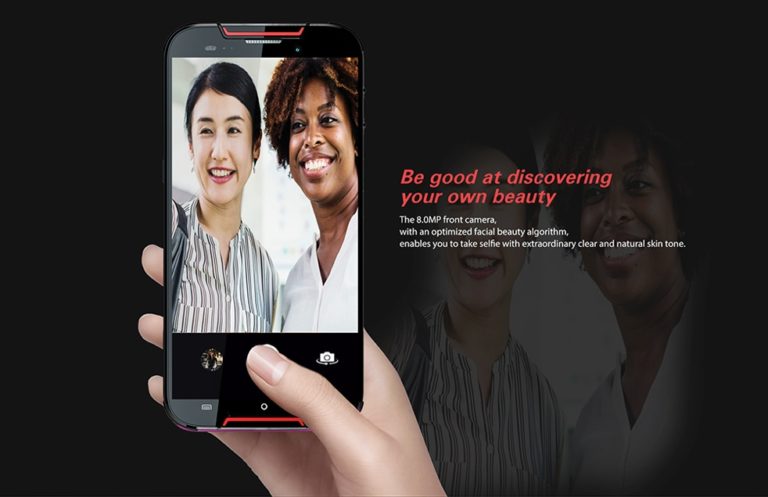 Be good at discovering
your own beauty
The 8.0MP front camera,
with an optimized facial beauty algorithm,
enables you to take selfie with extraordinary clear and natural skin tone.